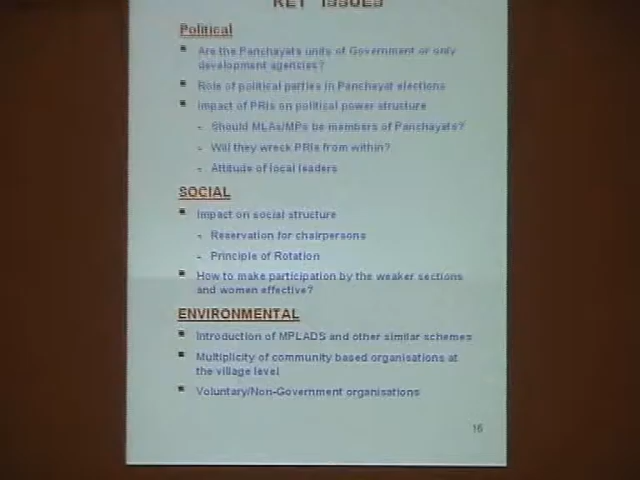 KEY ISSUES
Political
▪ Are the Panchayats units of Government or only
development agencies?
▪ Role of political parties in Panchayat elections
▪ Impact of PRIs on political power structure
- Should MLAs/MPs be members of Panchayats?
- Will they wreck PRIs from within?
- Attitude of local leaders
SOCIAL
▪ Impact on social structure
- Reservation for chairpersons
- Principle of Rotation
▪ How to make participation by the weaker sections
and women effective?
ENVIRONMENTAL
▪ Introduction of MPLADS and other similar schemes
▪ Multiplicity of community based organisations at
the village level
▪ Voluntary/Non-Government organisations
16